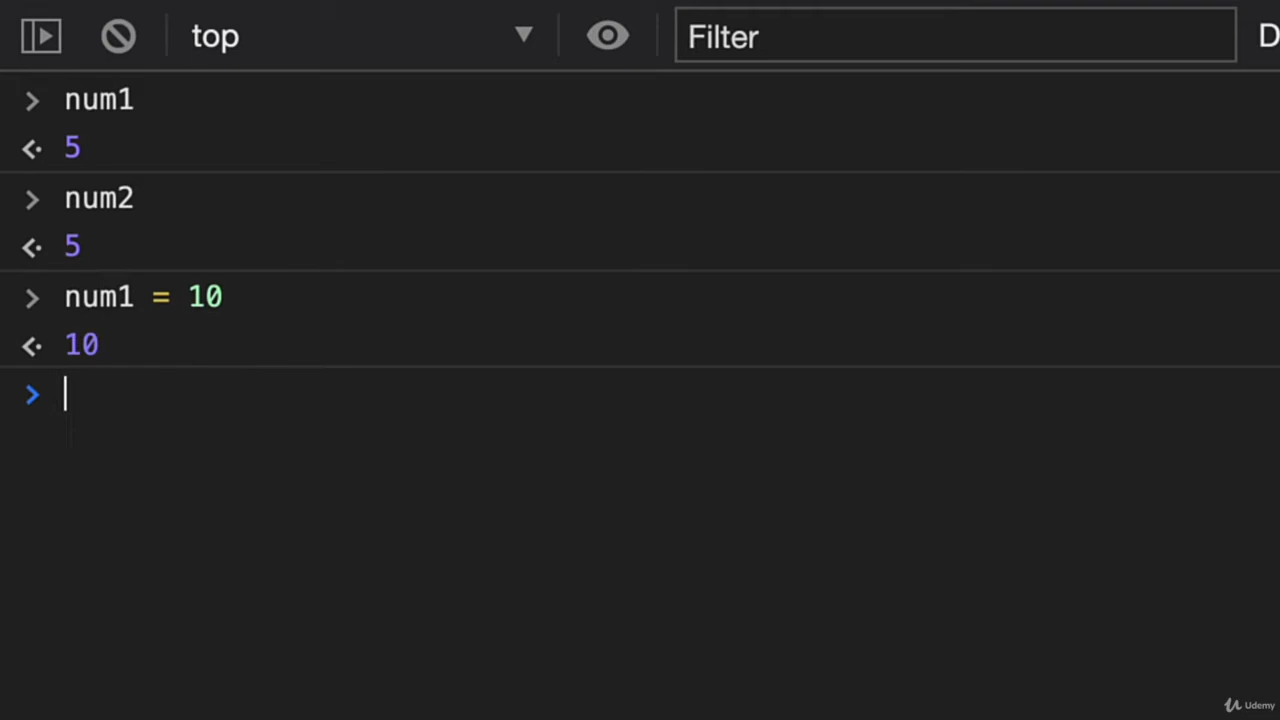 top
Filter
D
> num1
<· 5
> num2
<· 5
> num1 = 10
<· 10
>
Udemy